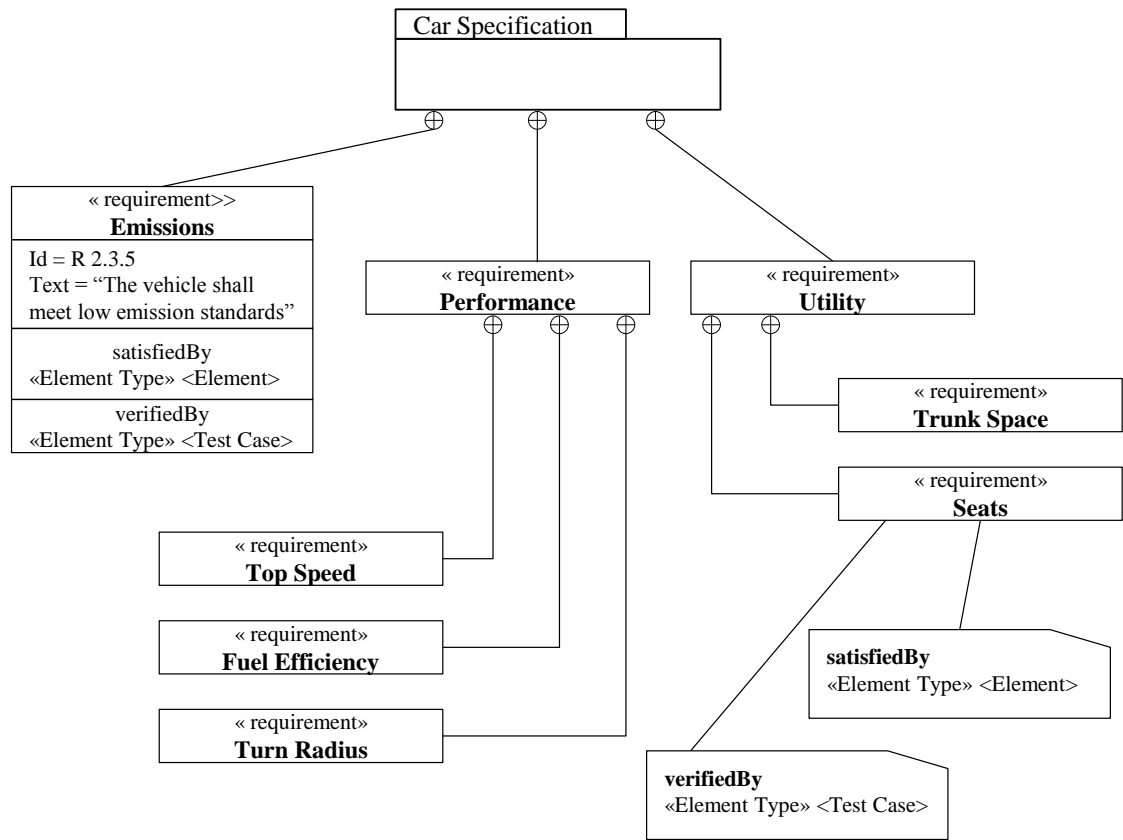 Car Specification
« requirement>>
Emissions
Id = R 2.3.5
Text = “The vehicle shall
meet low emission standards”
satisfiedBy
«Element Type» <Element>
verifiedBy
«Element Type» <Test Case>
« requirement»
Performance
« requirement»
Utility
« requirement»
Trunk Space
« requirement»
Seats
« requirement»
Top Speed
« requirement»
Fuel Efficiency
« requirement»
Turn Radius
satisfiedBy
«Element Type» <Element>
verifiedBy
«Element Type» <Test Case>